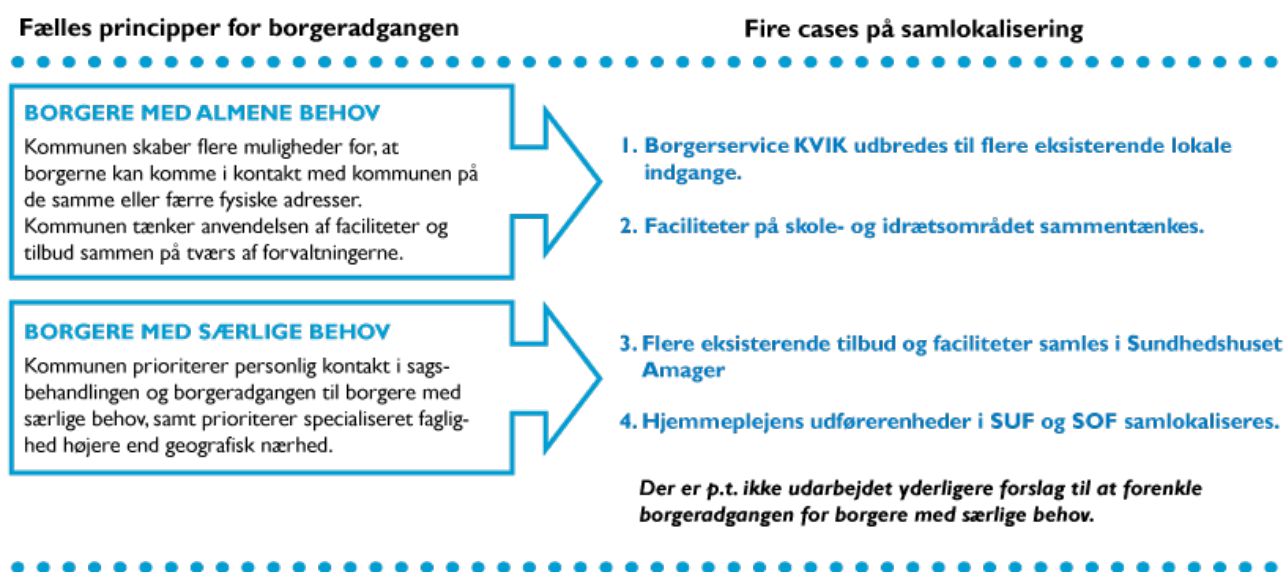 Fælles principper for borgeradgangen
Fire cases på samlokalisering
BORGERE MED ALMENE BEHOV
Kommunen skaber flere muligheder for, at
borgerne kan komme i kontakt med kommunen på
de samme eller færre fysiske adresser.
Kommunen tænker anvendelsen af faciliteter og
tilbud sammen på tværs af forvaltningerne.
1. Borgerservice KVIK udbredes til flere eksisterende lokale
indgange.
2. Faciliteter på skole- og idrætsområdet sammentænkes.
BORGERE MED SÆRLIGE BEHOV
Kommunen prioriterer personlig kontakt i sags-
behandlingen og borgeradgangen til borgere med
særlige behov, samt prioriterer specialiseret faglig-
hed højere end geografisk nærhed.
3. Flere eksisterende tilbud og faciliteter samles i Sundhedshuset
Amager
4. Hjemmeplejens udførerenheder i SUF og SOF samlokaliseres.
Der er p.t. ikke udarbejdet yderligere forslag til at forenkle
borgeradgangen for borgere med særlige behov.